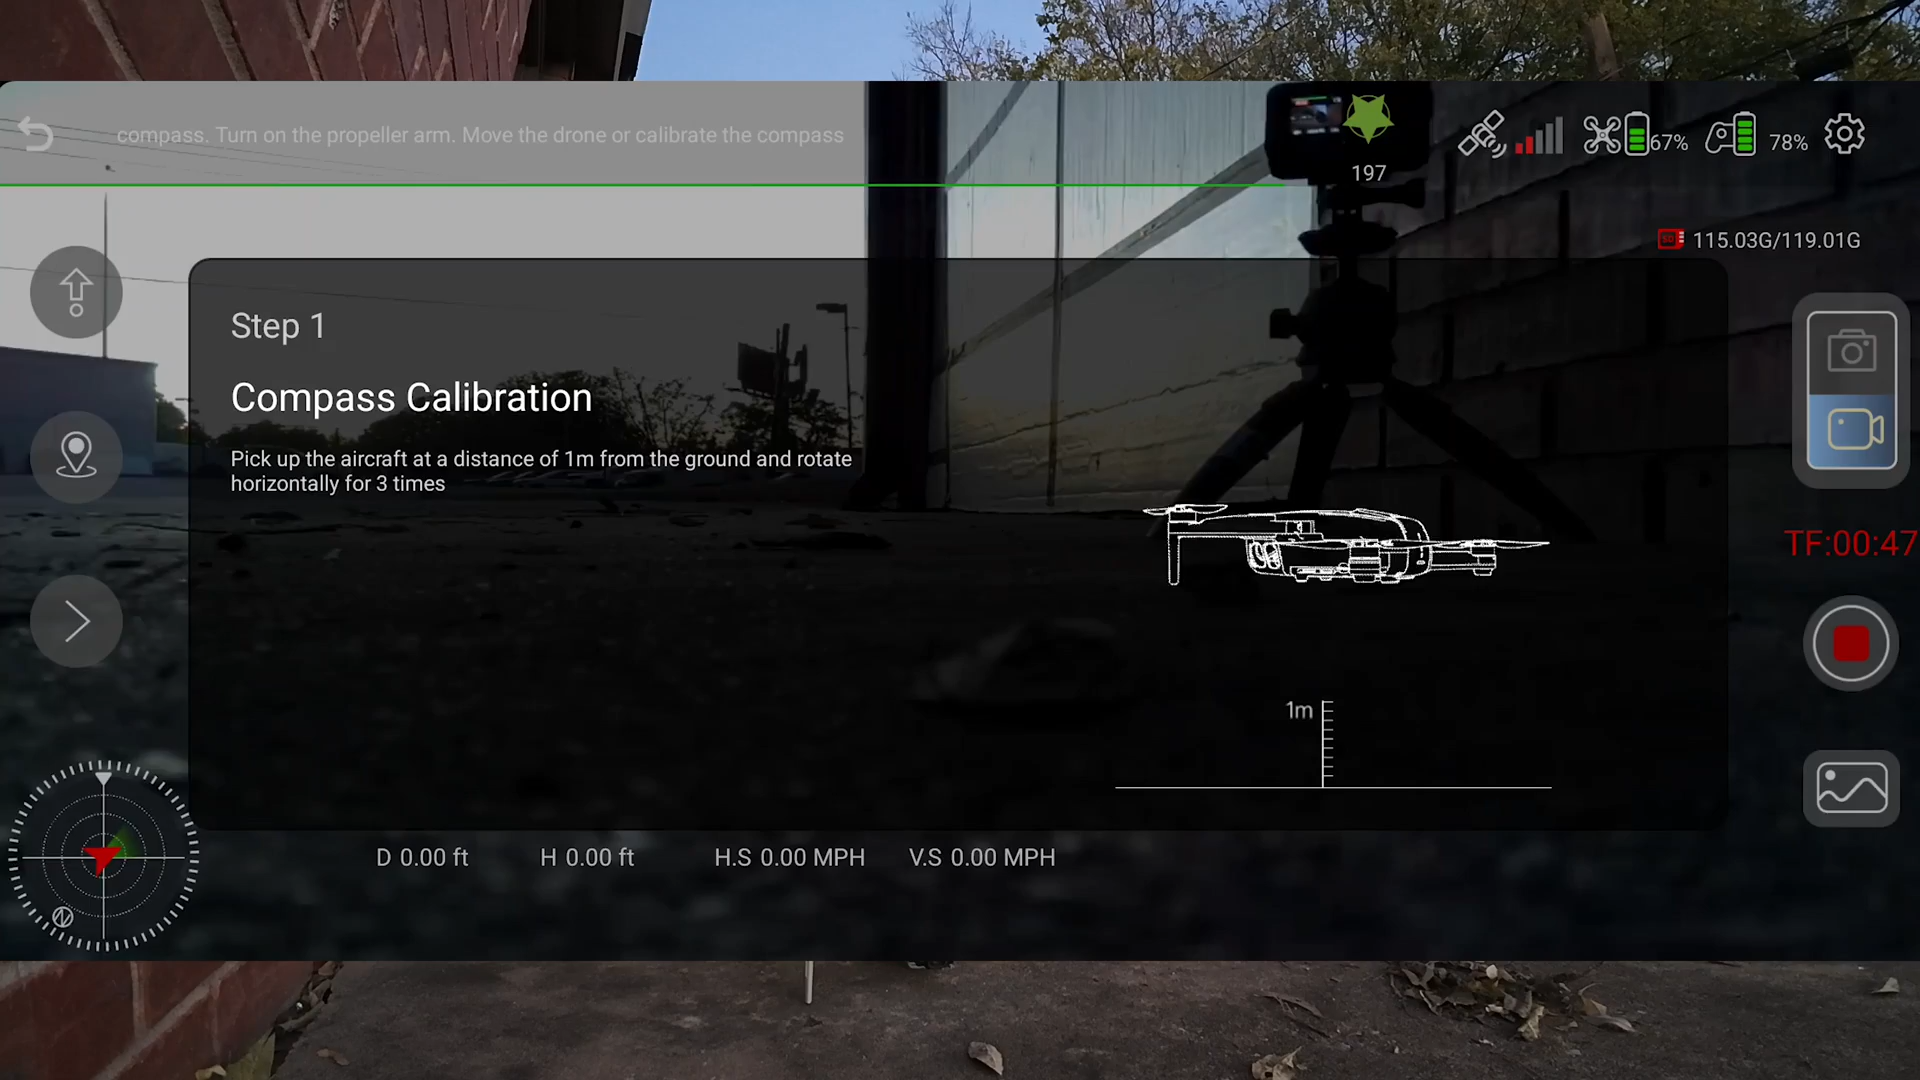 compass. Turn on the propeller arm. Move the drone or calibrate the compass
197
67%
78%
115.03G/119.01G
Step 1
Compass Calibration
Pick up the aircraft at a distance of 1m from the ground and rotate
horizontally for 3 times
TF:00:47
1m
N
D 0.00 ft H 0.00 ft H.S 0.00 MPH V.S 0.00 MPH